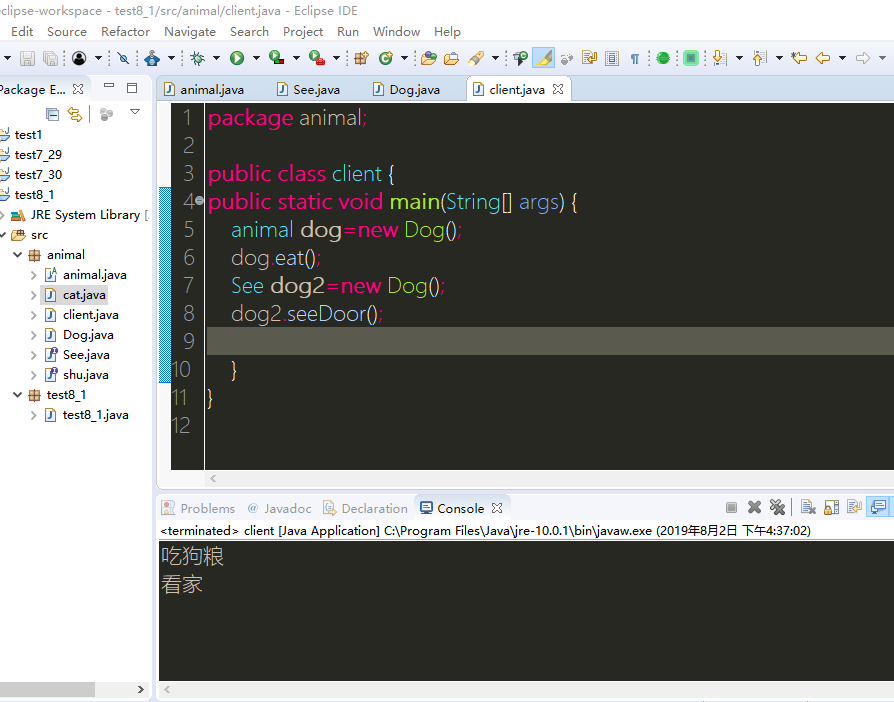 eclipse-workspace - test8_1/src/animal/client.java - Eclipse IDE
Edit Source Refactor Navigate Search Project Run Window Help
Package E...
animal.java See.java Dog.java client.java
test1
test7_29
test7_30
test8_1
JRE System Library [
src
animal
animal.java
cat.java
client.java
Dog.java
See.java
shu.java
test8_1
test8_1.java
1 package animal;
2
3 public class client {
4 public static void main(String[] args) {
5 animal dog=new Dog();
6 dog.eat();
7 See dog2=new Dog();
8 dog2.seeDoor();
9
10 }
11 }
12
Problems @ Javadoc Declaration Console
<terminated> client [Java Application] C:\Program Files\Java\jre-10.0.1\bin\javaw.exe (2019年8月2日 下午4:37:02)
吃狗粮
看家